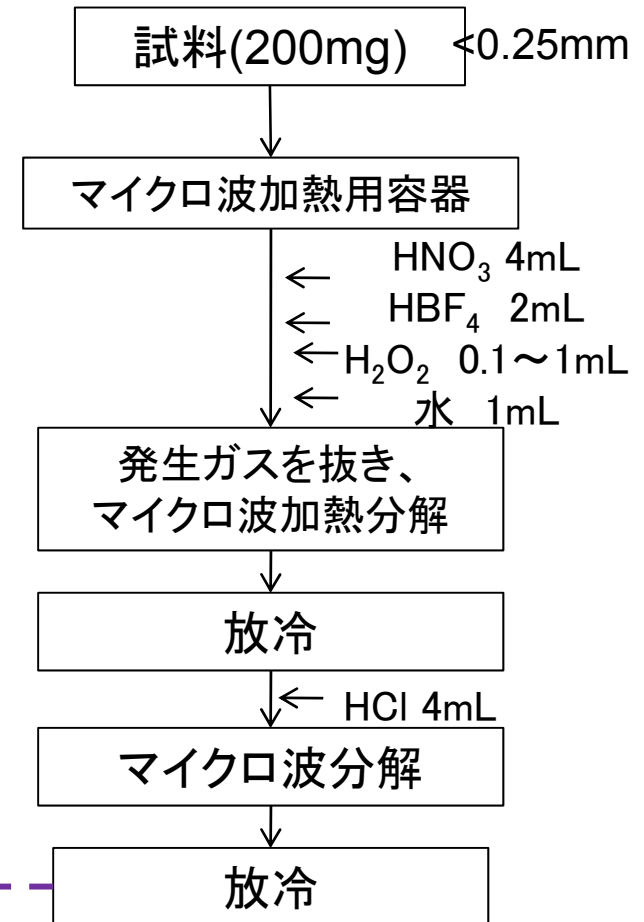 試料(200mg) <0.25mm
マイクロ波加熱用容器
HNO₃ 4mL
HBF₄ 2mL
H₂O₂ 0.1～1mL
水 1mL
発生ガスを抜き、
マイクロ波加熱分解
放冷
HCl 4mL
マイクロ波分解
放冷